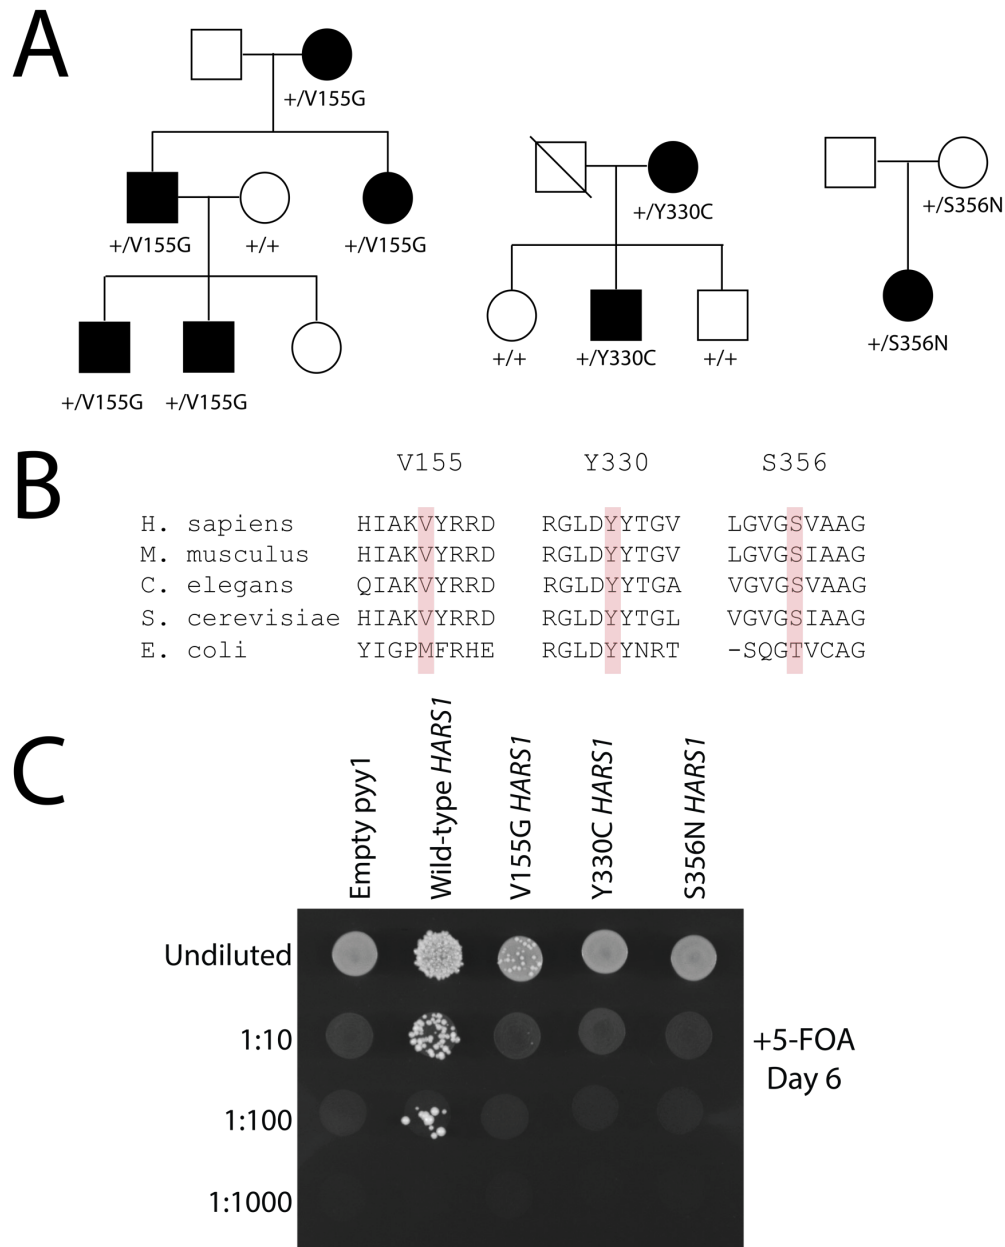 A
+/V155G
+/Y330C
+/S356N
+/V155G
+/+
+/V155G
+/+
+/Y330C
+/+
+/S356N
+/V155G
+/V155G
B
V155 Y330 S356
H. sapiens HIAKVYRRD RGLDYYTGV LGVGSVAAG
M. musculus HIAKVYRRD RGLDYYTGV LGVGSIAAG
C. elegans QIAKVYRRD RGLDYYTGA VGVGSVAAG
S. cerevisiae HIAKVYRRD RGLDYYTGL VGVGSIAAG
E. coli YIGPMFRHE RGLDYYNRT -SQGTVCAG
C
Empty pyy1
Wild-type HARS1
V155G HARS1
Y330C HARS1
S356N HARS1
Undiluted
1:10
1:100
1:1000
+5-FOA
Day 6